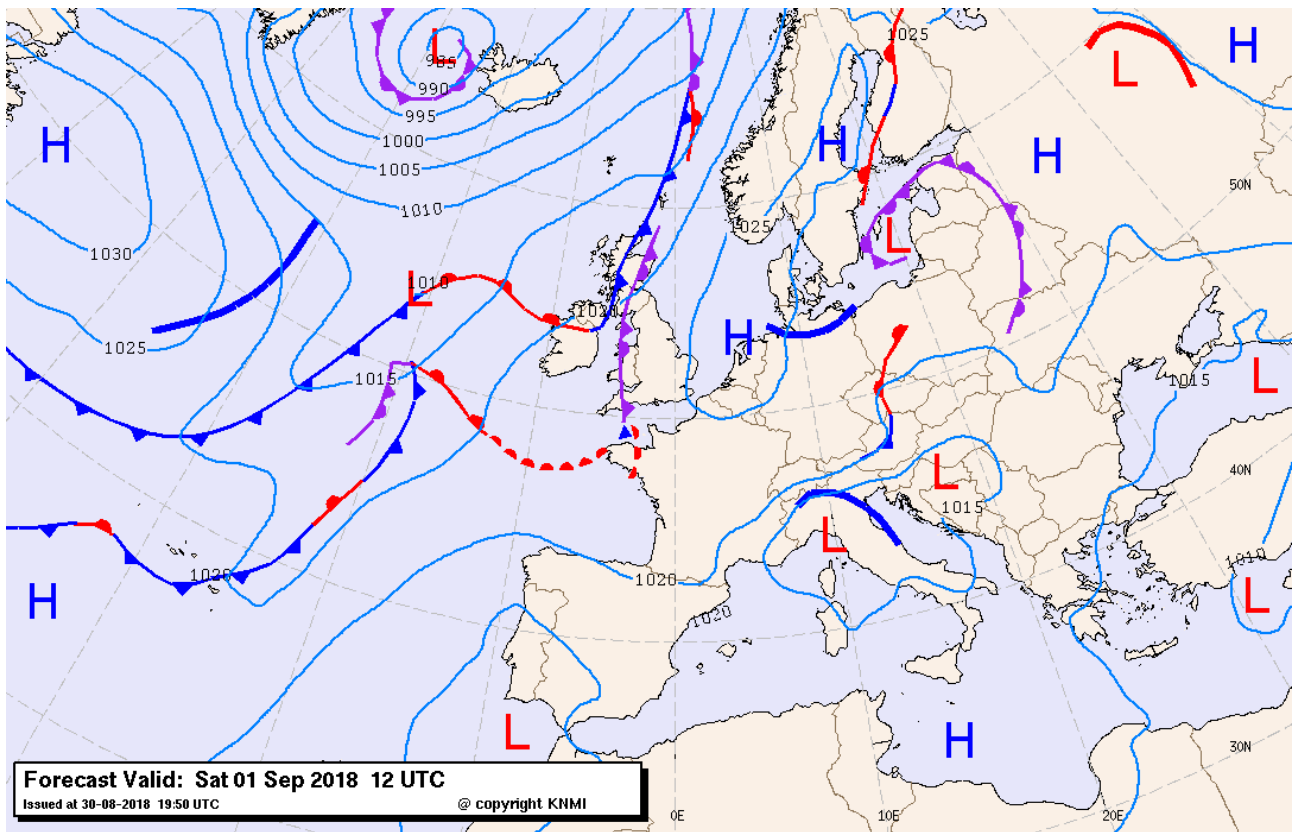 L
985
990
995
1000
1005
1010
1025
H
L
H
H
H
H
50N
1030
1025
L
1010
1020
1025
L
H
1015
1015
L
40N
L
1015
H
1020
L
1020
1020
1010
L
L
H
30N
Forecast Valid: Sat 01 Sep 2018 12 UTC
Issued at 30-08-2018 19:50 UTC
@ copyright KNMI
0E
10E
20E